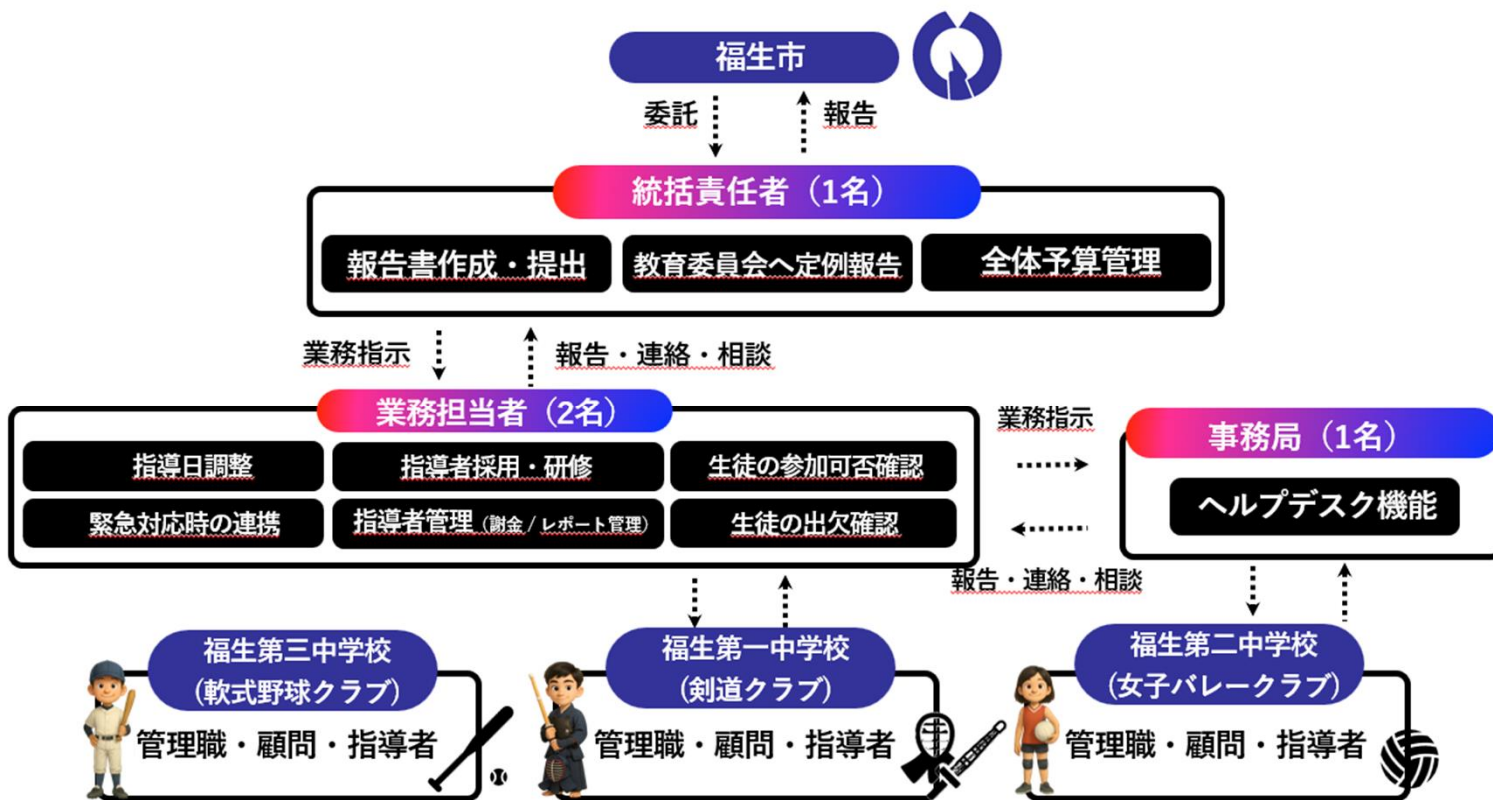 福生市
委託
報告
統括責任者（1名）
報告書作成・提出
教育委員会へ定例報告
全体予算管理
業務指示
報告・連絡・相談
業務担当者（2名）
指導日調整
指導者採用・研修
生徒の参加可否確認
緊急対応時の連携
指導者管理（謝金 / レポート管理）
生徒の出欠確認
業務指示
報告・連絡・相談
事務局（1名）
ヘルプデスク機能
福生第三中学校
(軟式野球クラブ)
管理職・顧問・指導者
福生第一中学校
(剣道クラブ)
管理職・顧問・指導者
福生第二中学校
(女子バレークラブ)
管理職・顧問・指導者